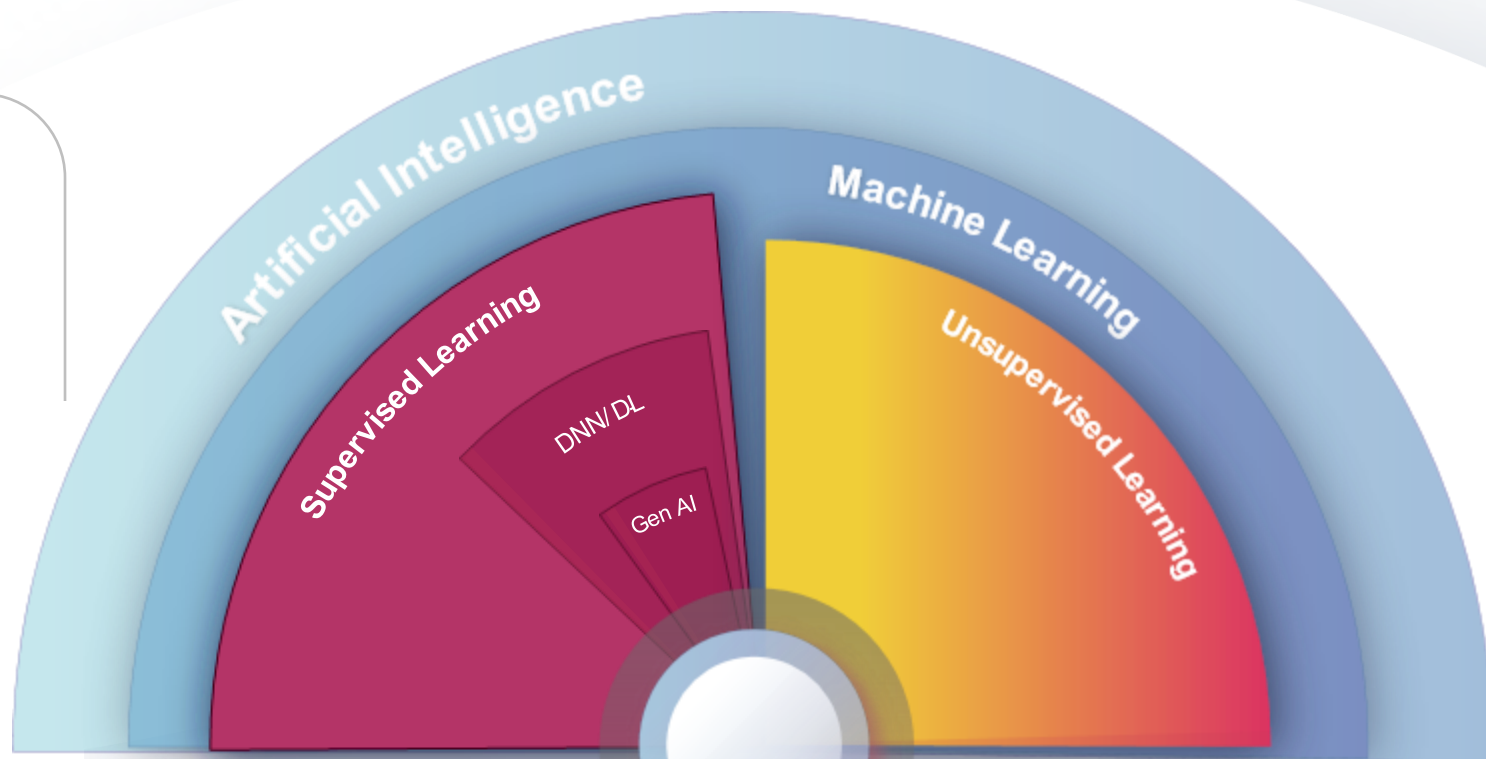 Artificial Intelligence
Machine Learning
Supervised Learning
Unsupervised Learning
DNN/ DL
Gen AI